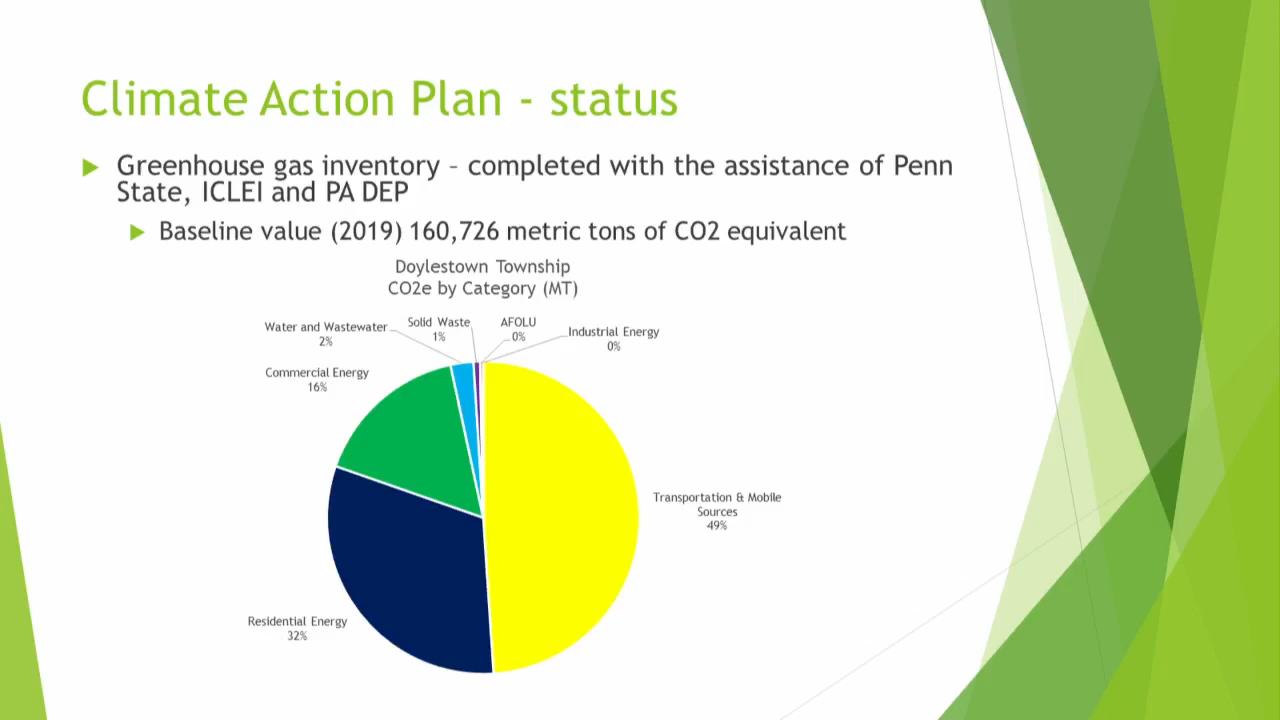 Climate Action Plan - status
Greenhouse gas inventory – completed with the assistance of Penn
State, ICLEI and PA DEP
Baseline value (2019) 160,726 metric tons of CO2 equivalent
Doylestown Township
CO2e by Category (MT)
Water and Wastewater
2%
Solid Waste
1%
AFOLU
0%
Industrial Energy
0%
Commercial Energy
16%
Transportation & Mobile
Sources
49%
Residential Energy
32%